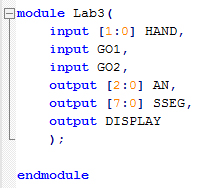 module Lab3(
    input [1:0] HAND,
    input GO1,
    input GO2,
    output [2:0] AN,
    output [7:0] SSEG,
    output DISPLAY
    );
endmodule